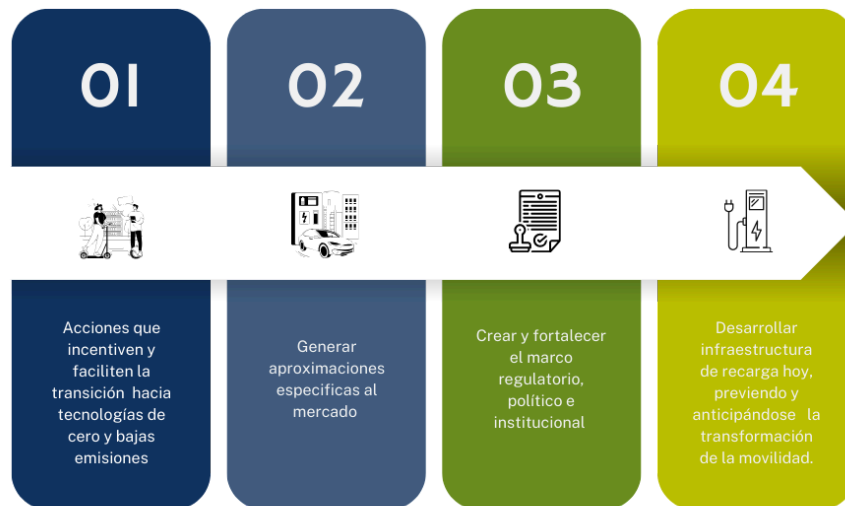 01
Acciones que
incentiven y
faciliten la
transición hacia
tecnologías de
cero y bajas
emisiones
02
Generar
aproximaciones
especificas al
mercado
03
Crear y fortalecer
el marco
regulatorio,
político e
institucional
04
Desarrollar
infraestructura
de recarga hoy,
previendo y
anticipándose la
transformación
de la movilidad.